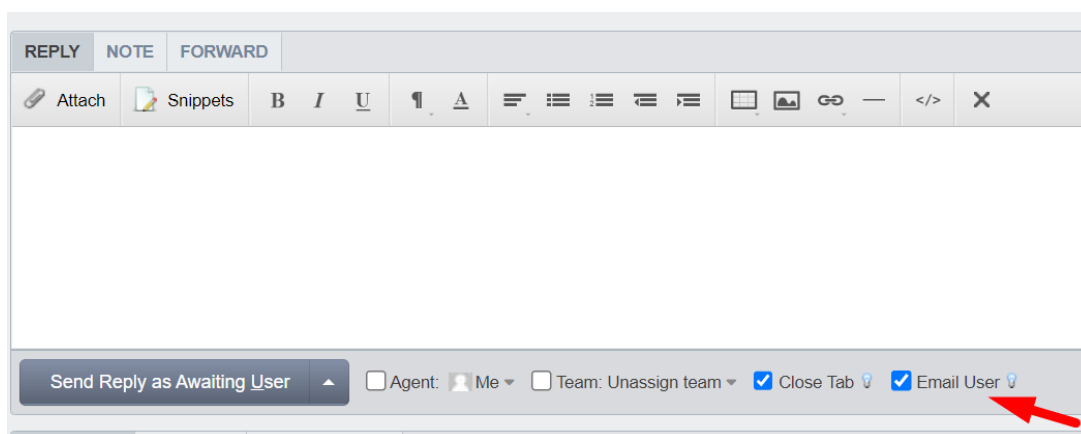 REPLY NOTE FORWARD
Attach Snippets B I U ¶ A </>
Send Reply as Awaiting User Agent: Me Team: Unassign team Close Tab Email User